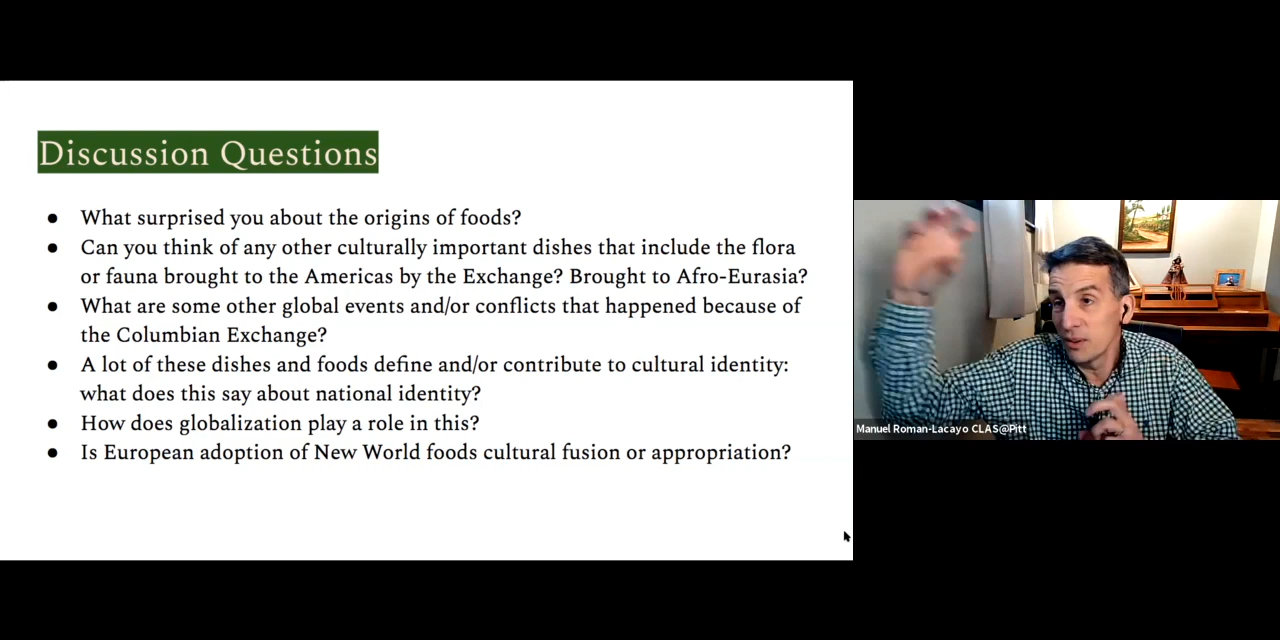 Discussion Questions
● What surprised you about the origins of foods?
● Can you think of any other culturally important dishes that include the flora
or fauna brought to the Americas by the Exchange? Brought to Afro-Eurasia?
● What are some other global events and/or conflicts that happened because of
the Columbian Exchange?
● A lot of these dishes and foods define and/or contribute to cultural identity:
what does this say about national identity?
● How does globalization play a role in this?
● Is European adoption of New World foods cultural fusion or appropriation?
Manuel Roman-Lacayo CLAS@Pitt